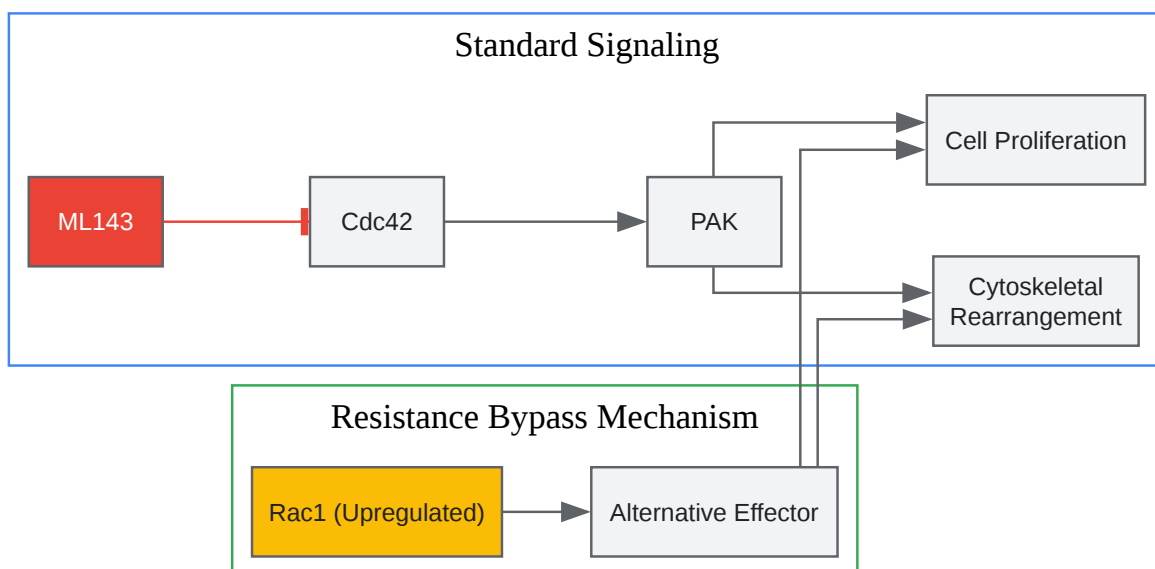 Standard Signaling
Cell Proliferation
ML143
Cdc42
PAK
Cytoskeletal
Rearrangement
Resistance Bypass Mechanism
Rac1 (Upregulated)
Alternative Effector